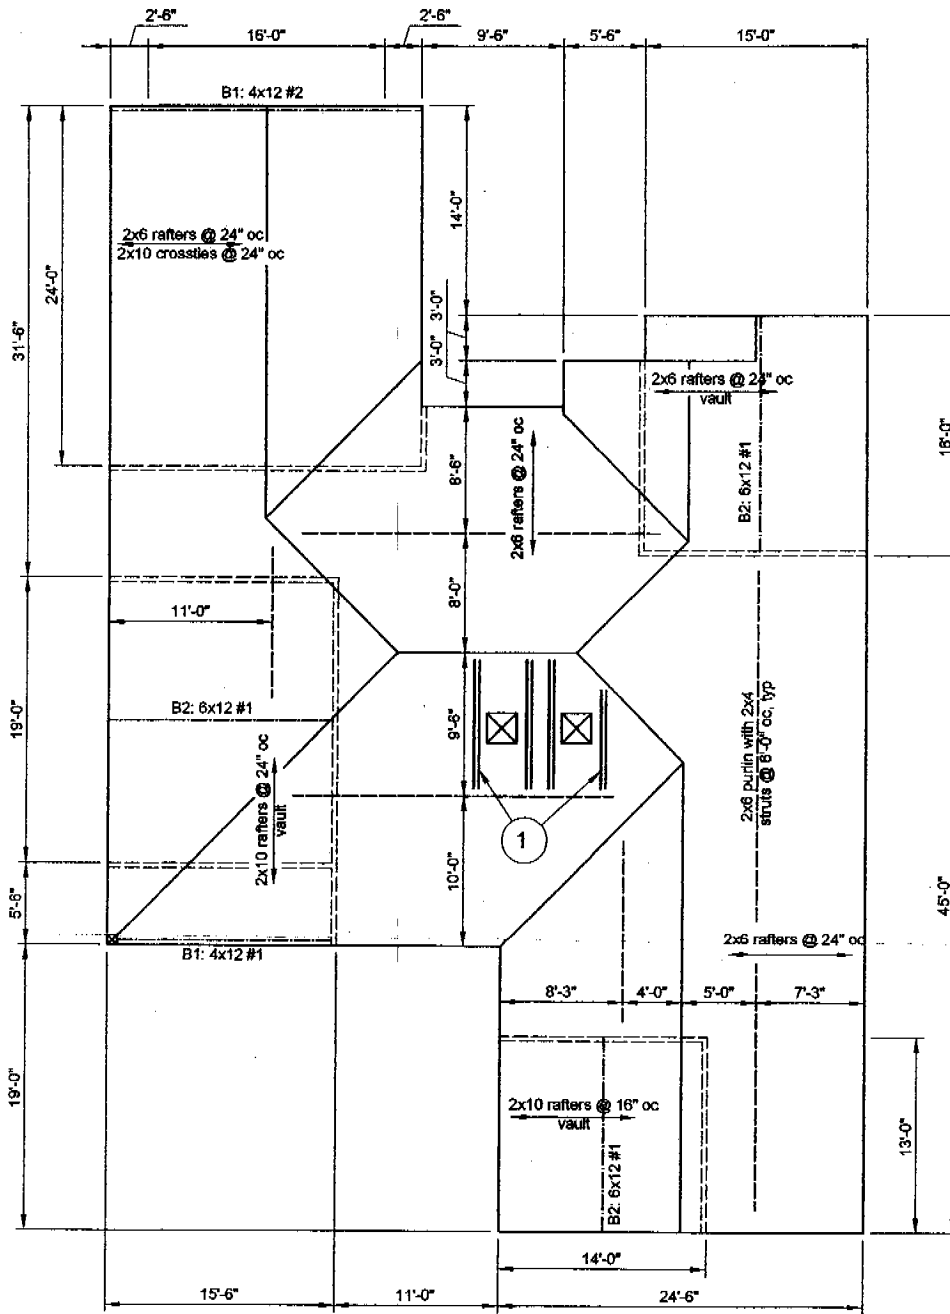 2'-6"
2'-6"
16'-0"
9'-6"
5'-6"
15'-0"
B1: 4x12 #2
14'-0"
2x6 rafters @ 24" oc
2x10 crossties @ 24" oc
24'-0"
31'-6"
3'-0"
3'-0"
2x6 rafters @ 24" oc
vault
16'-0"
8'-6"
2x6 rafters @ 24" oc
B2: 6x12 #1
8'-0"
11'-0"
B2: 6x12 #1
9'-6"
19'-0"
2x10 rafters @ 24" oc
vault
2x6 purlin with 2x4
struts @ 6'-0" oc, typ
1
10'-0"
5'-6"
45'-0"
B1: 4x12 #1
2x6 rafters @ 24" oc
8'-3"
4'-0"
5'-0"
7'-3"
19'-0"
2x10 rafters @ 16" oc
vault
B2: 6x12 #1
13'-0"
14'-0"
15'-6"
11'-0"
24'-6"